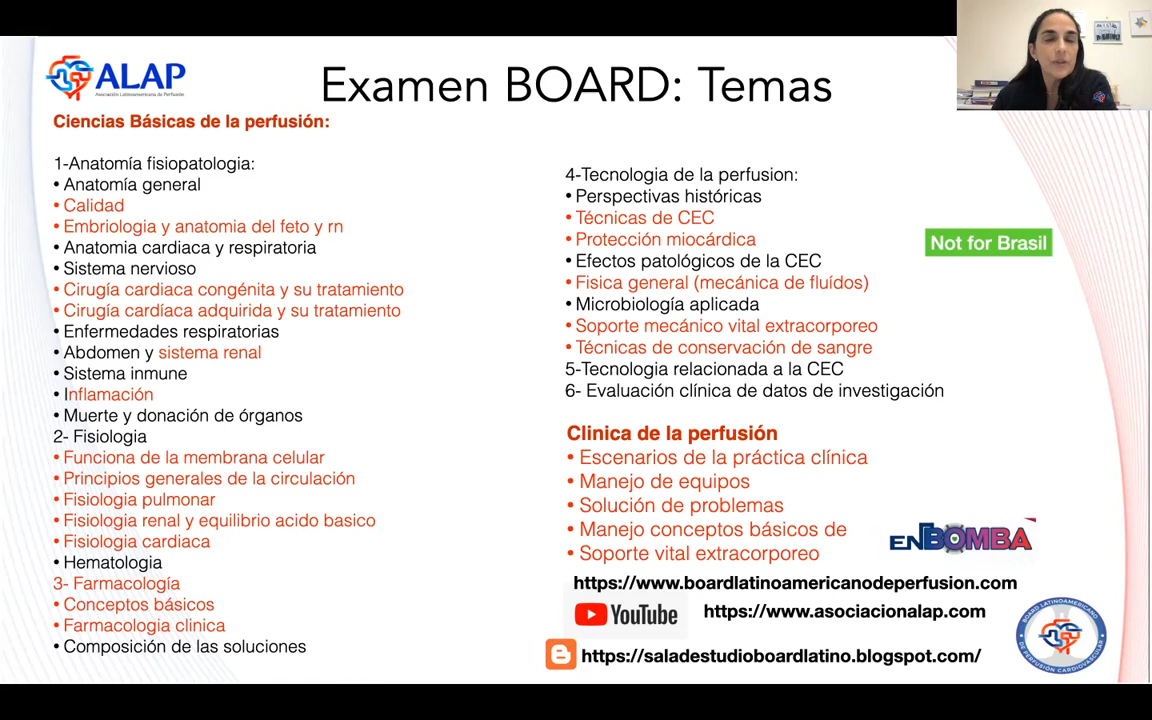 ALAP
Asociación Latinoamericana de Perfusión
Examen BOARD: Temas
Ciencias Básicas de la perfusión:
1-Anatomía fisiopatologia:
• Anatomía general
• Calidad
• Embriologia y anatomia del feto y rn
• Anatomia cardiaca y respiratoria
• Sistema nervioso
• Cirugía cardiaca congénita y su tratamiento
• Cirugía cardíaca adquirida y su tratamiento
• Enfermedades respiratorias
• Abdomen y sistema renal
• Sistema inmune
• Inflamación
• Muerte y donación de órganos
2- Fisiologia
• Funciona de la membrana celular
• Principios generales de la circulación
• Fisiologia pulmonar
• Fisiologia renal y equilibrio acido basico
• Fisiologia cardiaca
• Hematologia
3- Farmacología
• Conceptos básicos
• Farmacologia clinica
• Composición de las soluciones
4-Tecnologia de la perfusion:
• Perspectivas históricas
• Técnicas de CEC
• Protección miocárdica
• Efectos patológicos de la CEC
• Fisica general (mecánica de fluídos)
• Microbiología aplicada
• Soporte mecánico vital extracorporeo
• Técnicas de conservación de sangre
5-Tecnologia relacionada a la CEC
6- Evaluación clínica de datos de investigación
Not for Brasil
Clinica de la perfusión
• Escenarios de la práctica clínica
• Manejo de equipos
• Solución de problemas
• Manejo conceptos básicos de
• Soporte vital extracorporeo
ENBOMBA
https://www.boardlatinoamericanodeperfusion.com
YouTube
https://www.asociacionalap.com
https://saladestudioboardlatino.blogspot.com/
BOARD LATINOAMERICANO
DE PERFUSIÓN CARDIOVASCULAR